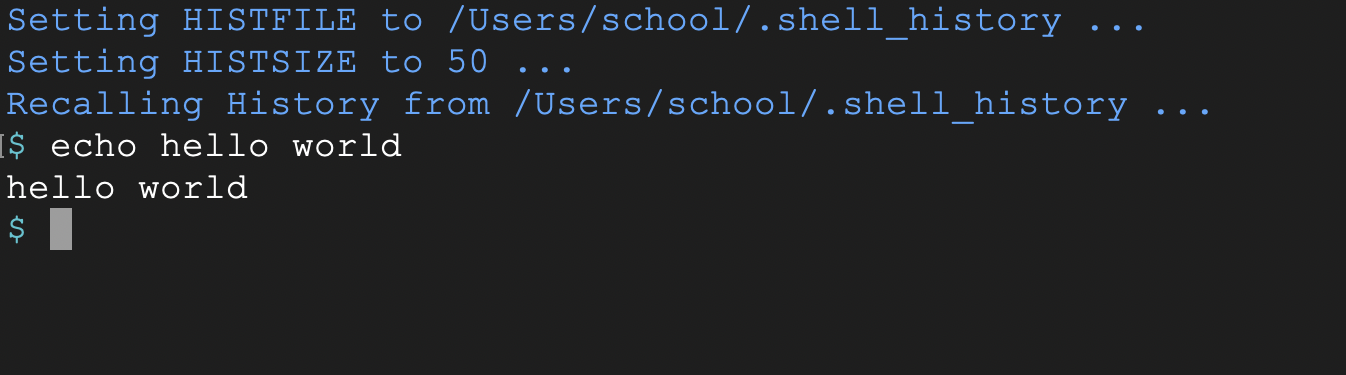 Setting HISTFILE to /Users/school/.shell_history ...
Setting HISTSIZE to 50 ...
Recalling History from /Users/school/.shell_history ...
$ echo hello world
hello world
$